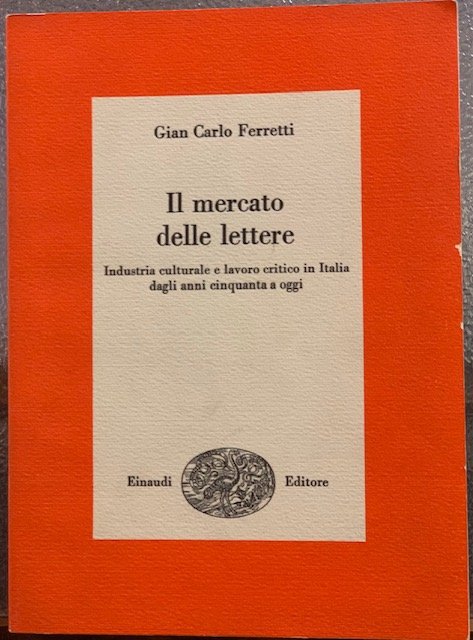 Gian Carlo Ferretti
Il mercato
delle lettere
Industria culturale e lavoro critico in Italia
dagli anni cinquanta a oggi
Einaudi Editore